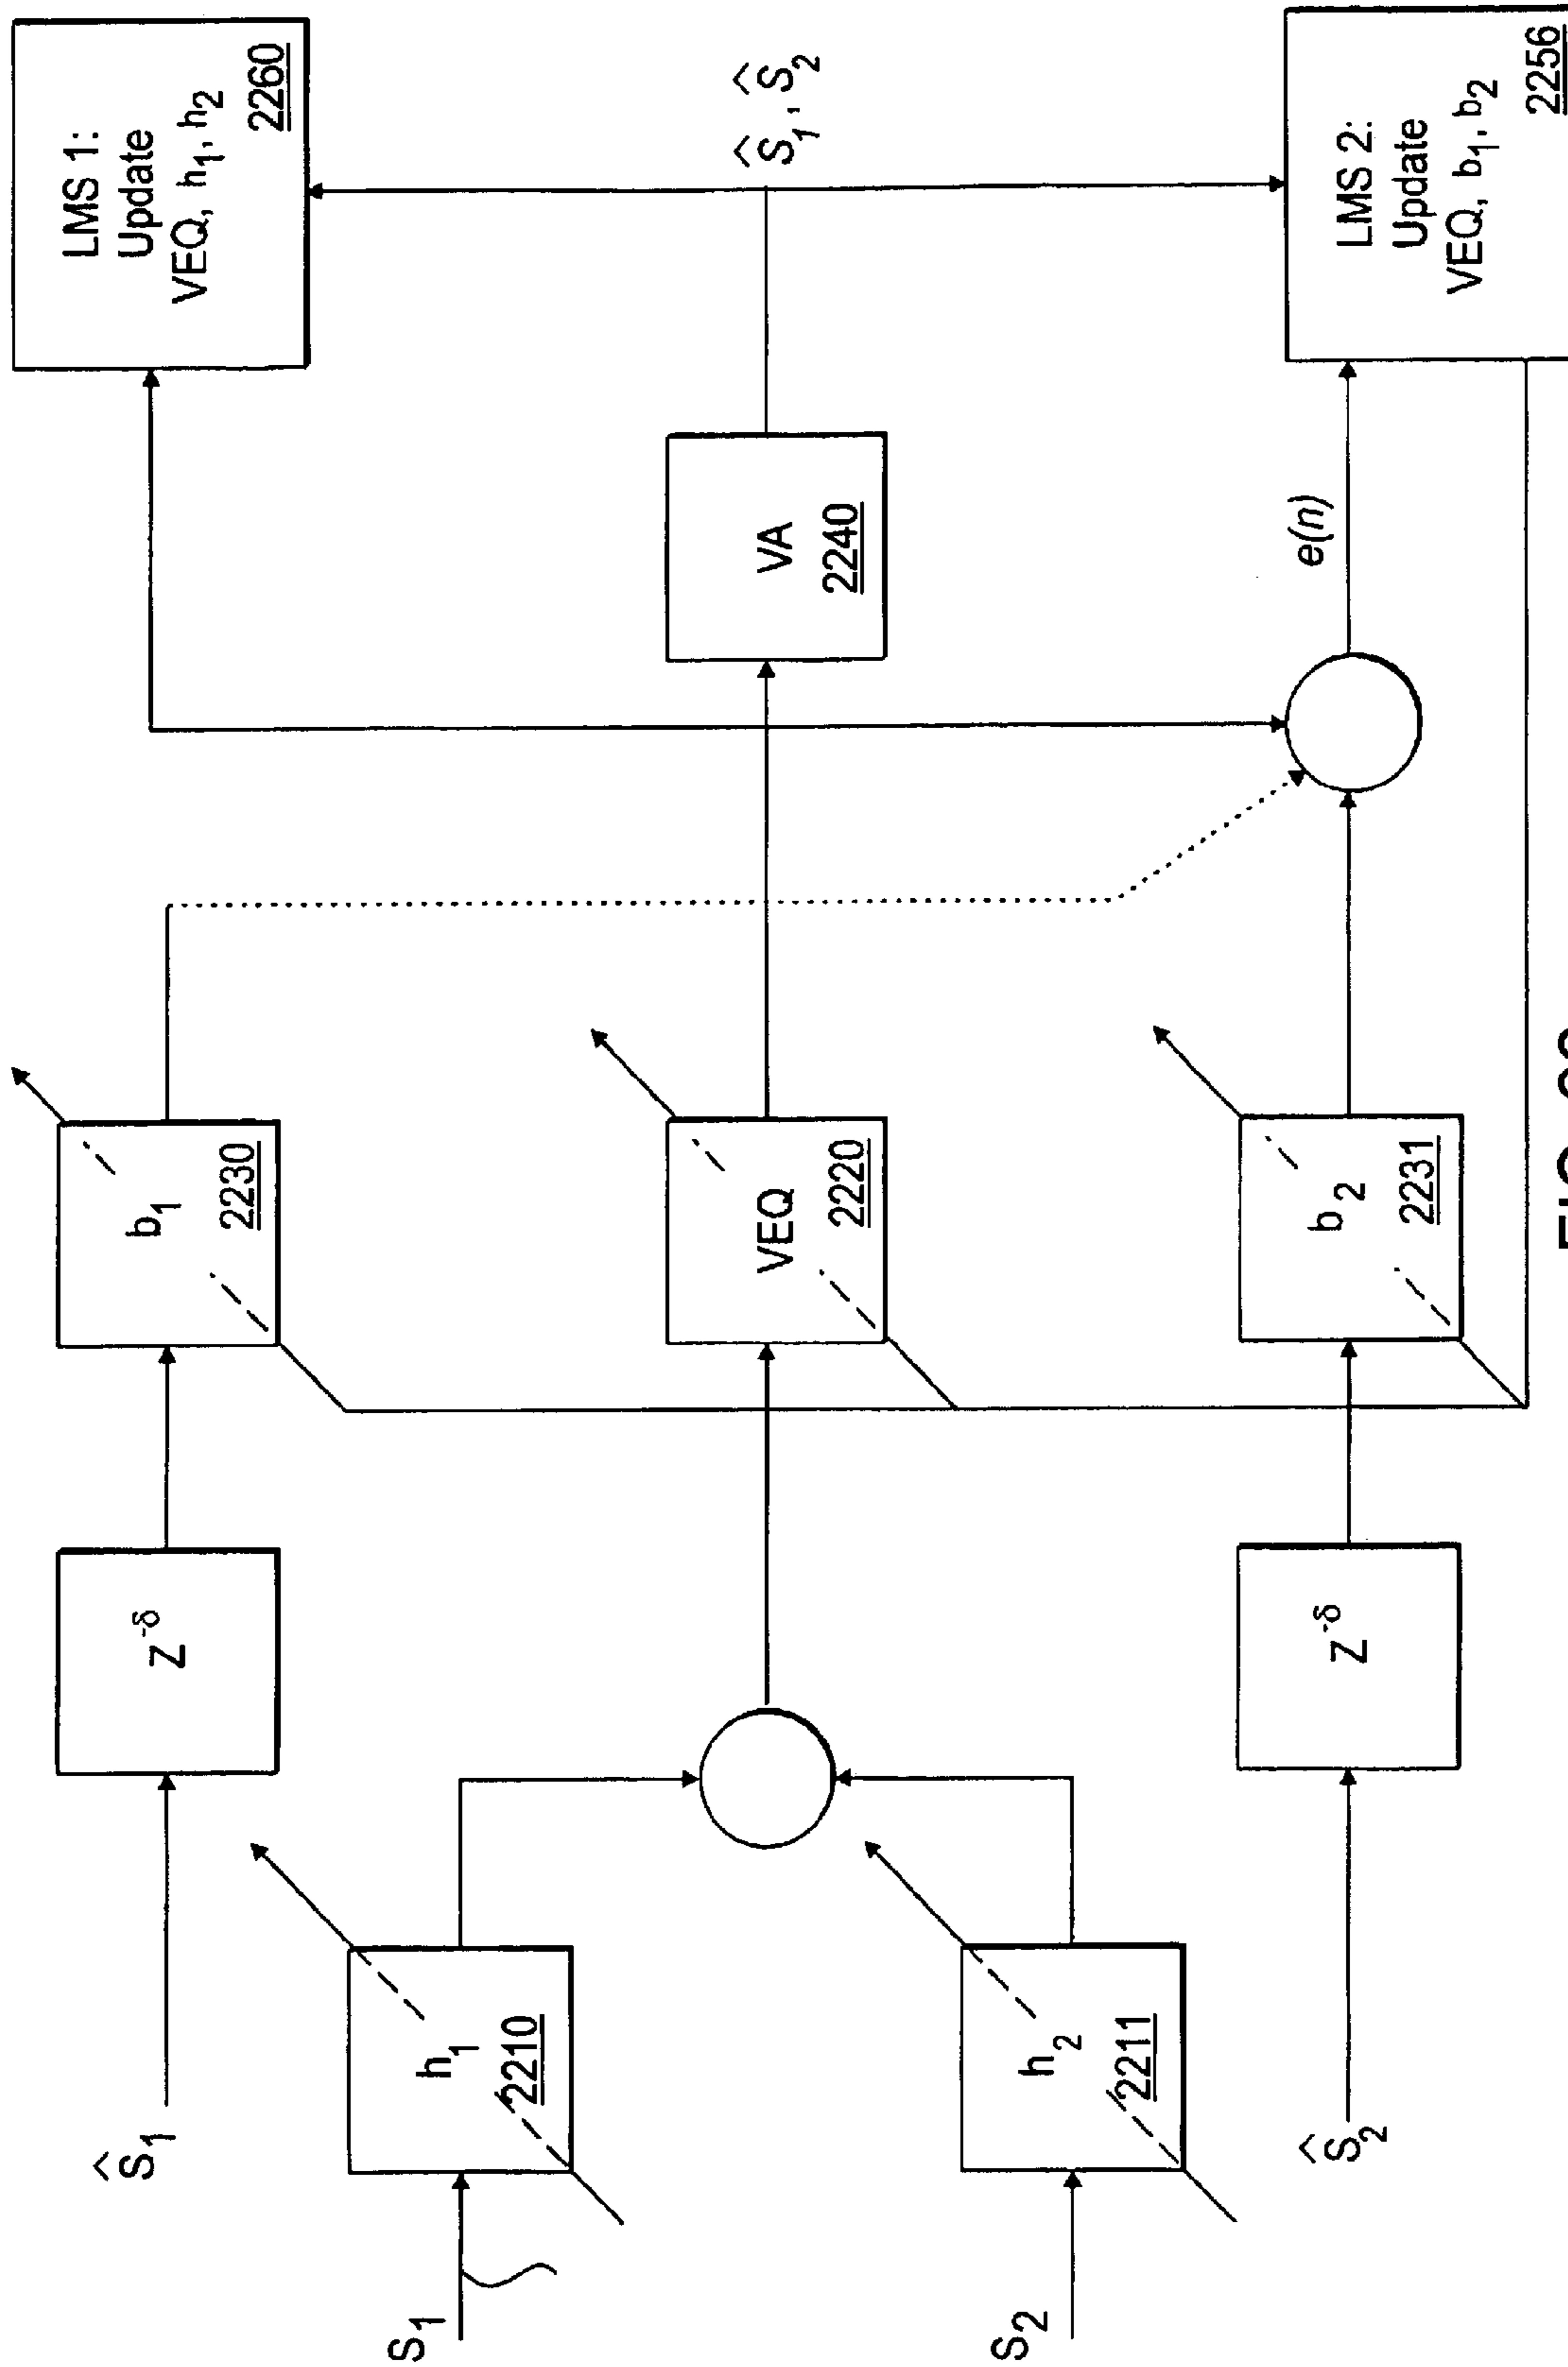 Ŝ1
Z-δ
b1
2230
LMS 1:
Update
VEQ, h1, h2
2260
S1
h1
2210
VEQ
2220
VA
2240
Ŝ1, Ŝ2
S2
h2
2211
Ŝ2
Z-δ
b2
2231
e(n)
LMS 2:
Update
VEQ, b1, b2
2256